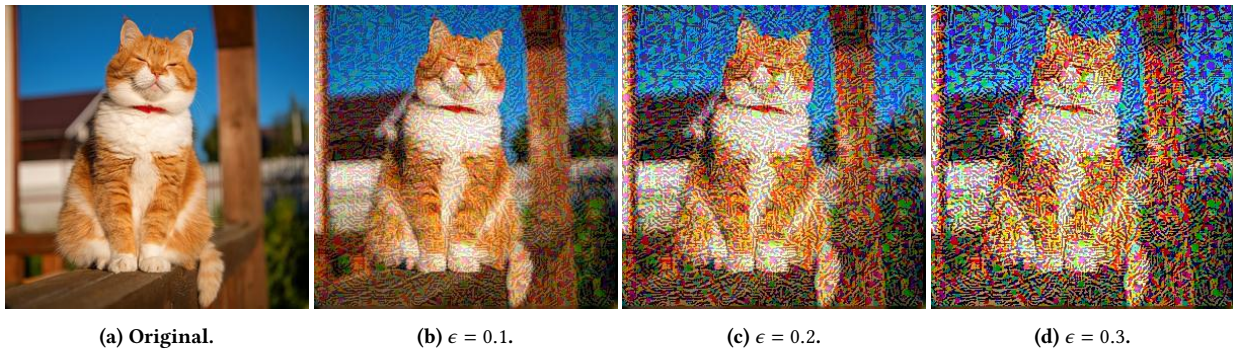 (a) Original.
(b) ϵ = 0.1.
(c) ϵ = 0.2.
(d) ϵ = 0.3.